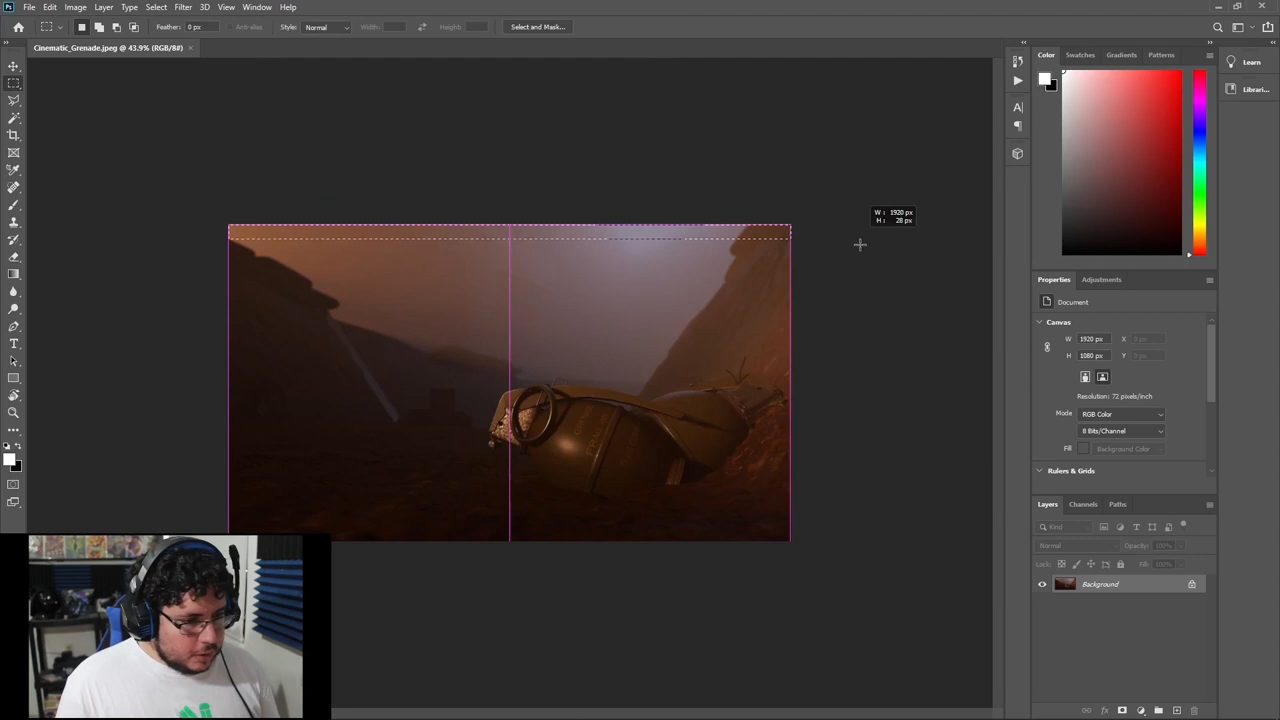 Ps File Edit Image Layer Type Select Filter 3D View Window Help
Feather: 0 px Anti-alias Style: Normal Width: Height: Select and Mask...
Cinematic_Grenade.jpeg @ 43.9% (RGB/8#) ×
Color Swatches Gradients Patterns
Learn
Librari...
W : 1920 px
H : 28 px
Properties Adjustments
Document
Canvas
W 1920 px X 0 px
H 1080 px Y 0 px
Resolution: 72 pixels/inch
Mode RGB Color
8 Bits/Channel
Fill Background Color
Rulers & Grids
Layers Channels Paths
Kind
Normal Opacity: 100%
Lock: Fill: 100%
Background